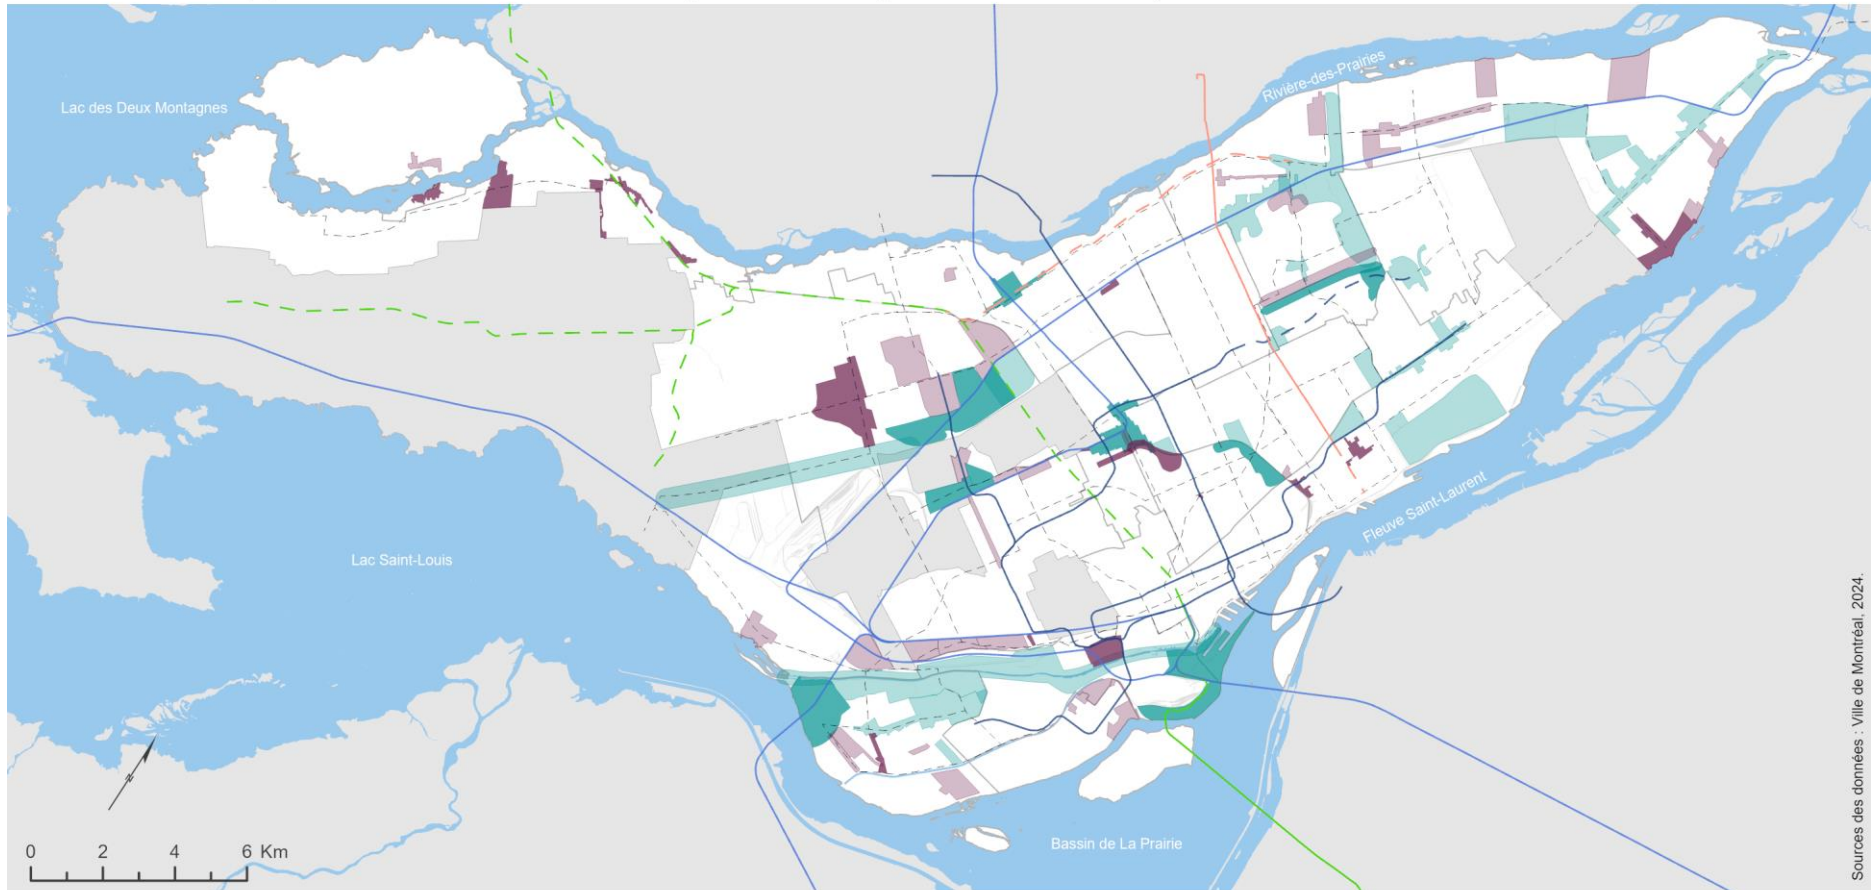 Rivière-des-Prairies
Lac des Deux Montagnes
Fleuve Saint-Laurent
Lac Saint-Louis
N
Bassin de La Prairie
0 2 4 6 Km
Sources des données : Ville de Montréal, 2024.